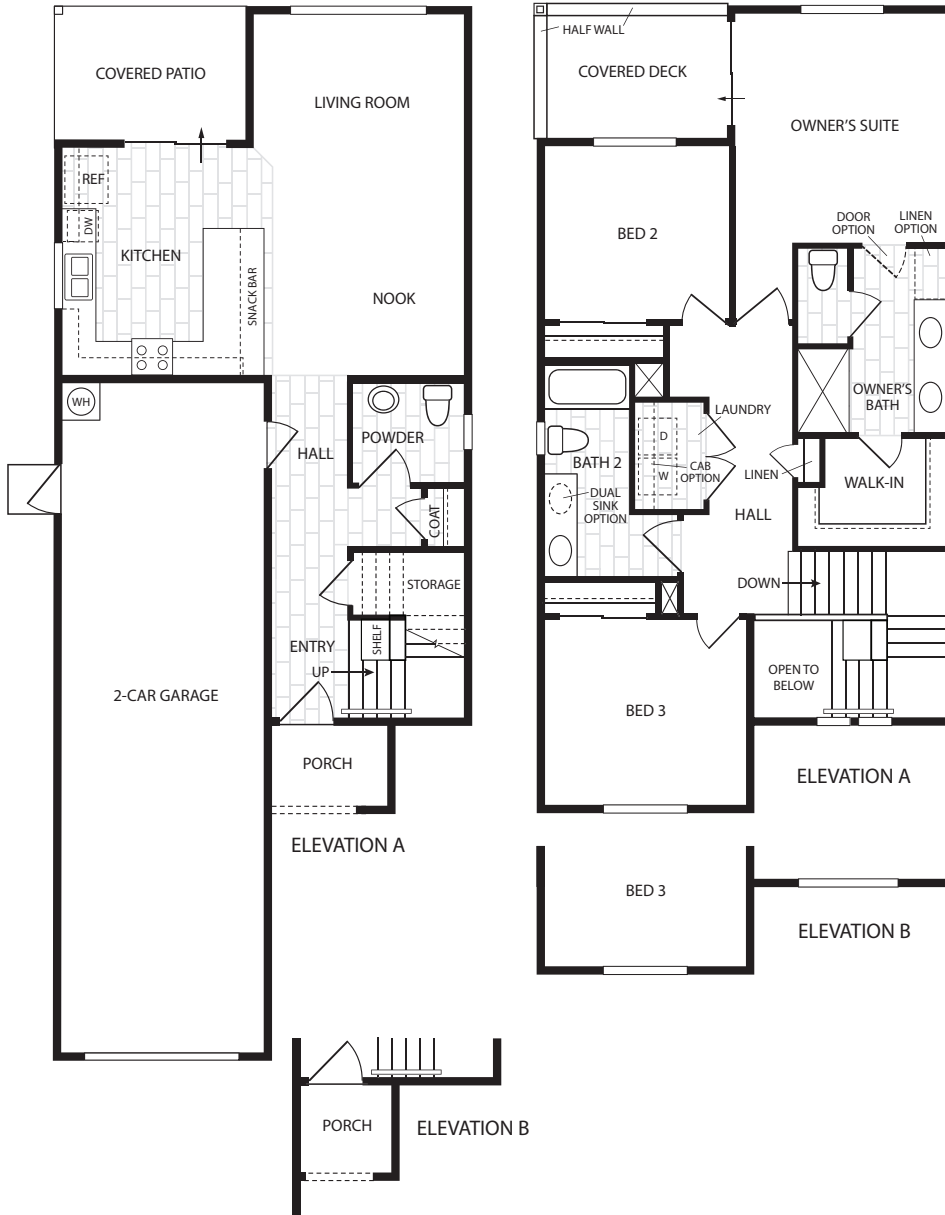 COVERED PATIO
LIVING ROOM
REF
DW
KITCHEN
SNACK BAR
NOOK
WH
HALL
POWDER
COAT
STORAGE
SHELF
ENTRY
UP
2-CAR GARAGE
PORCH
ELEVATION A
PORCH
ELEVATION B
HALF WALL
COVERED DECK
OWNER'S SUITE
DOOR
OPTION
LINEN
OPTION
BED 2
OWNER'S
BATH
LAUNDRY
D
W
CAB
OPTION
BATH 2
DUAL
SINK
OPTION
LINEN
WALK-IN
HALL
DOWN
OPEN TO
BELOW
BED 3
ELEVATION A
BED 3
ELEVATION B